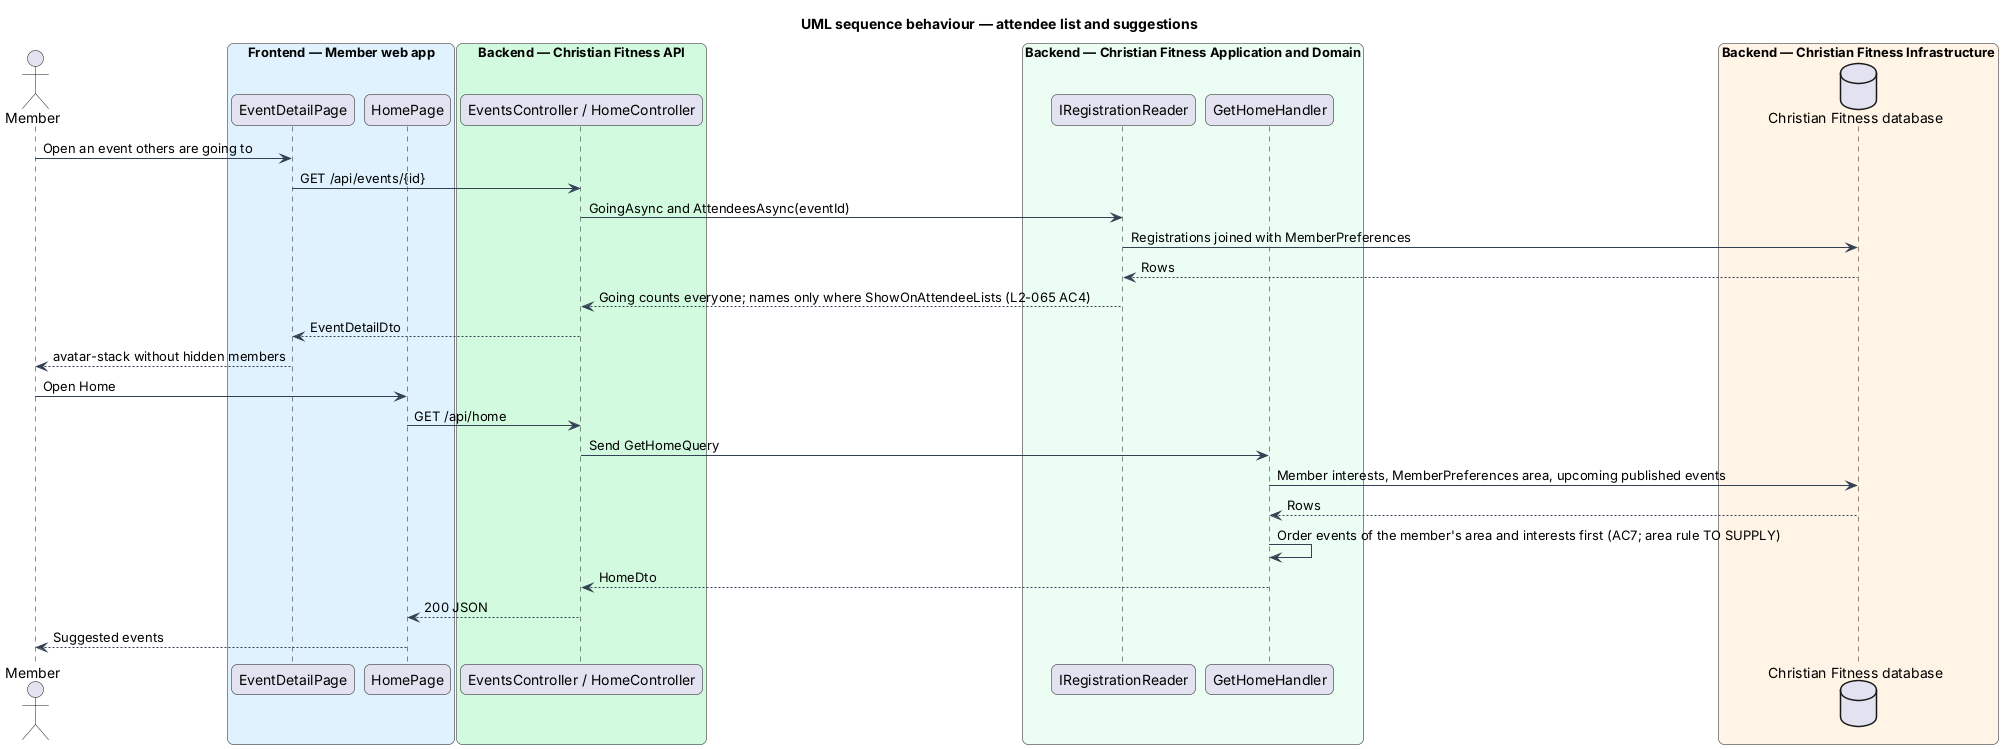 UML sequence behaviour — attendee list and suggestions
Frontend — Member web app
Backend — Christian Fitness API
Backend — Christian Fitness Application and Domain
Backend — Christian Fitness Infrastructure
Member
EventDetailPage
HomePage
EventsController / HomeController
IRegistrationReader
GetHomeHandler
Christian Fitness database
Open an event others are going to
GET /api/events/{id}
GoingAsync and AttendeesAsync(eventId)
Registrations joined with MemberPreferences
Rows
Going counts everyone; names only where ShowOnAttendeeLists (L2-065 AC4)
EventDetailDto
avatar-stack without hidden members
Open Home
GET /api/home
Send GetHomeQuery
Member interests, MemberPreferences area, upcoming published events
Rows
Order events of the member's area and interests first (AC7; area rule TO SUPPLY)
HomeDto
200 JSON
Suggested events
Member
EventDetailPage
HomePage
EventsController / HomeController
IRegistrationReader
GetHomeHandler
Christian Fitness database